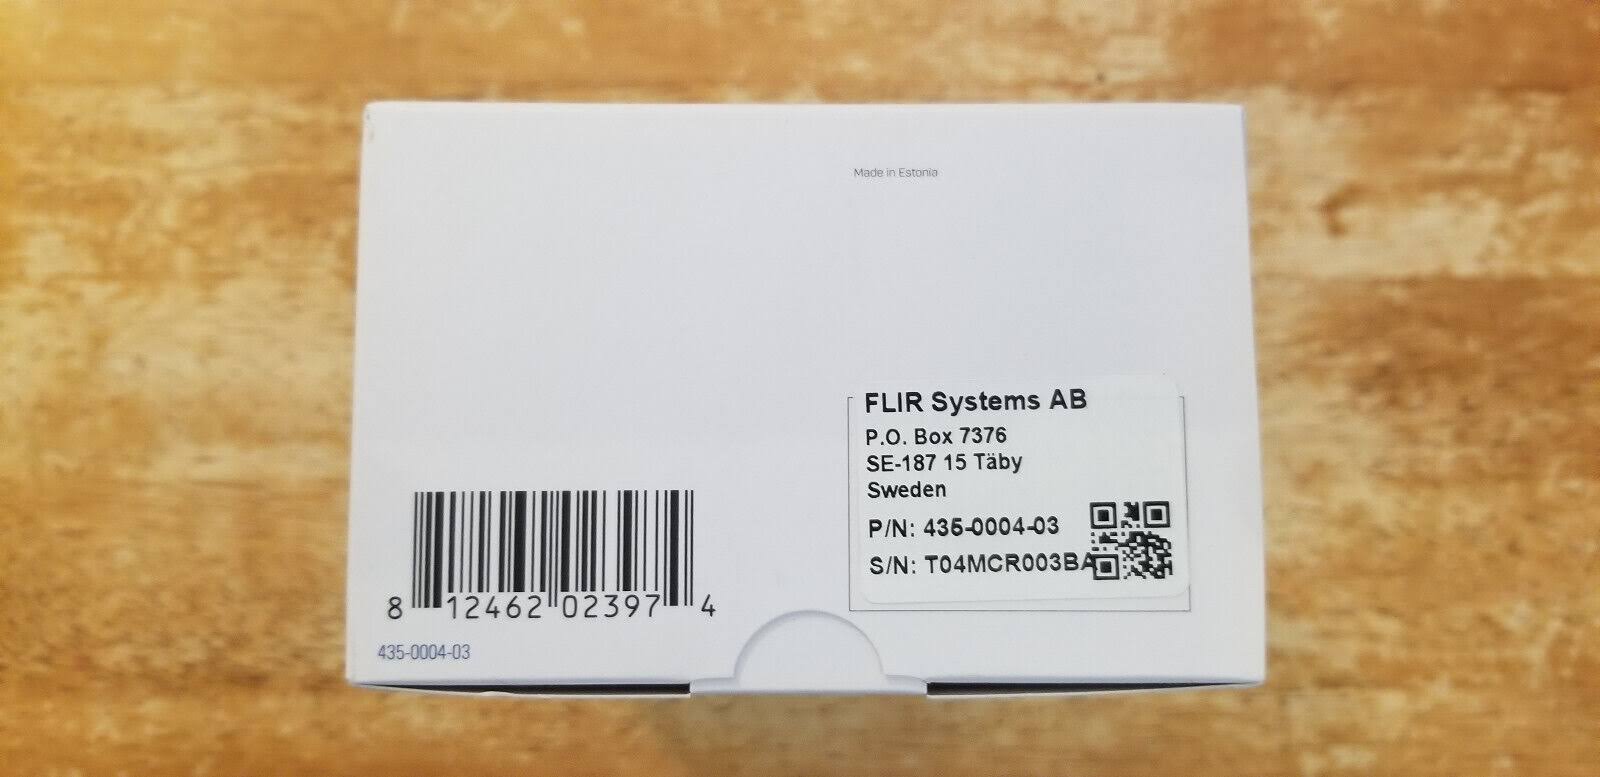 Made in Estonia
FLIR Systems AB
P.O. Box 7376
SE-187 15 Täby
Sweden
P/N: 435-0004-03
S/N: T04MCR003BA
8 12462 02397 4
435-0004-03